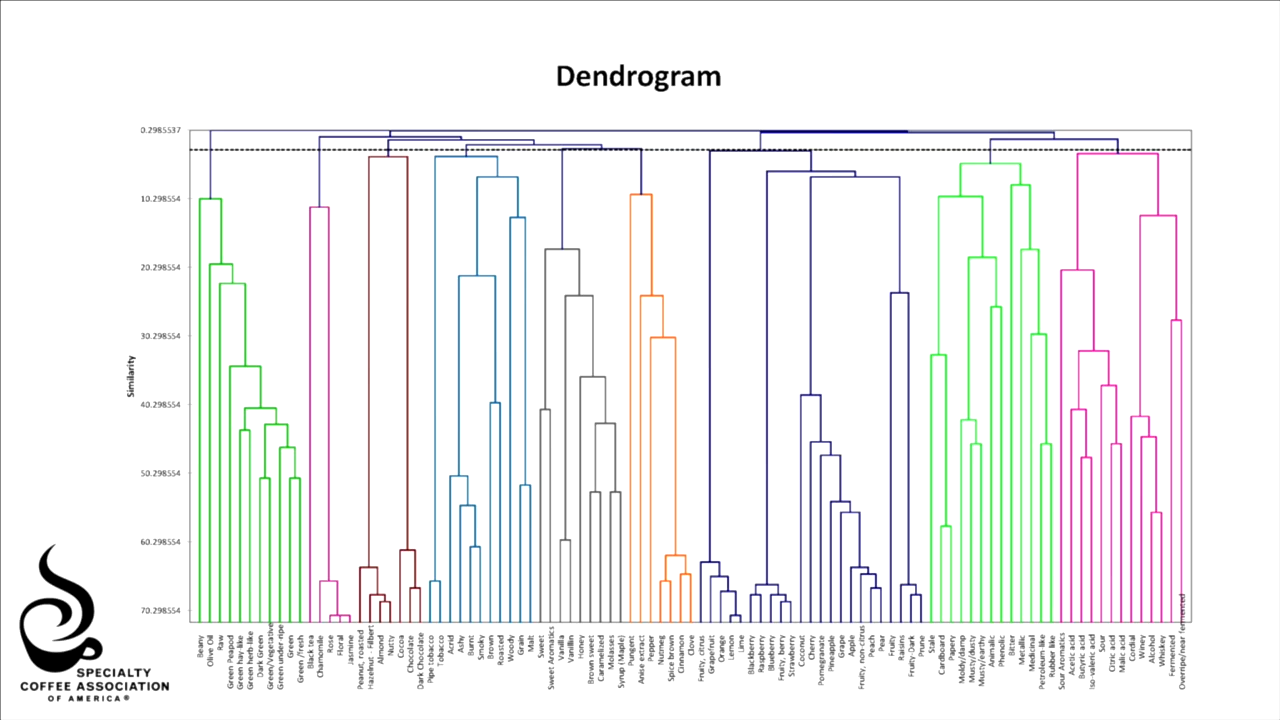 Dendrogram
0.2985537
10.298554
20.298554
30.298554
40.298554
50.298554
60.298554
70.298554
Similarity
Beany
Olive Oil
Raw
Green Peapod
Green hay-like
Green herb-like
Dark Green
Green/Vegetative
Green under-ripe
Green
Green /fresh
Black tea
Chamomile
Rose
Floral
Jasmine
Peanut, roasted
Hazelnut - Filbert
Almond
Nutty
Cocoa
Chocolate
Dark Chocolate
Pipe tobacco
Tobacco
Acrid
Ashy
Burnt
Smoky
Brown
Roasted
Woody
Grain
Malt
Sweet
Sweet Aromatics
Vanilla
Vanillin
Honey
Brown sweet
Caramelized
Molasses
Syrup (Maple)
Pungent
Anise extract
Pepper
Nutmeg
Spice brown
Cinnamon
Clove
Fruity, citrus
Grapefruit
Orange
Lemon
Lime
Blackberry
Raspberry
Blueberry
Fruity, berry
Strawberry
Coconut
Cherry
Pomegranate
Pineapple
Grape
Apple
Fruity, non-citrus
Peach
Pear
Fruity
Raisins
Fruity-Dark
Prune
Stale
Cardboard
Papery
Moldy/damp
Musty/dusty
Musty/earthy
Animalic
Phenolic
Bitter
Metallic
Medicinal
Petroleum-like
Rubber like
Sour Aromatics
Acetic acid
Butyric acid
Iso-valeric acid
Sour
Citric acid
Malic acid
Cordial
Winey
Alcohol
Whiskey
Fermented
Overripe/near fermented
SPECIALTY
COFFEE ASSOCIATION
OF AMERICA®